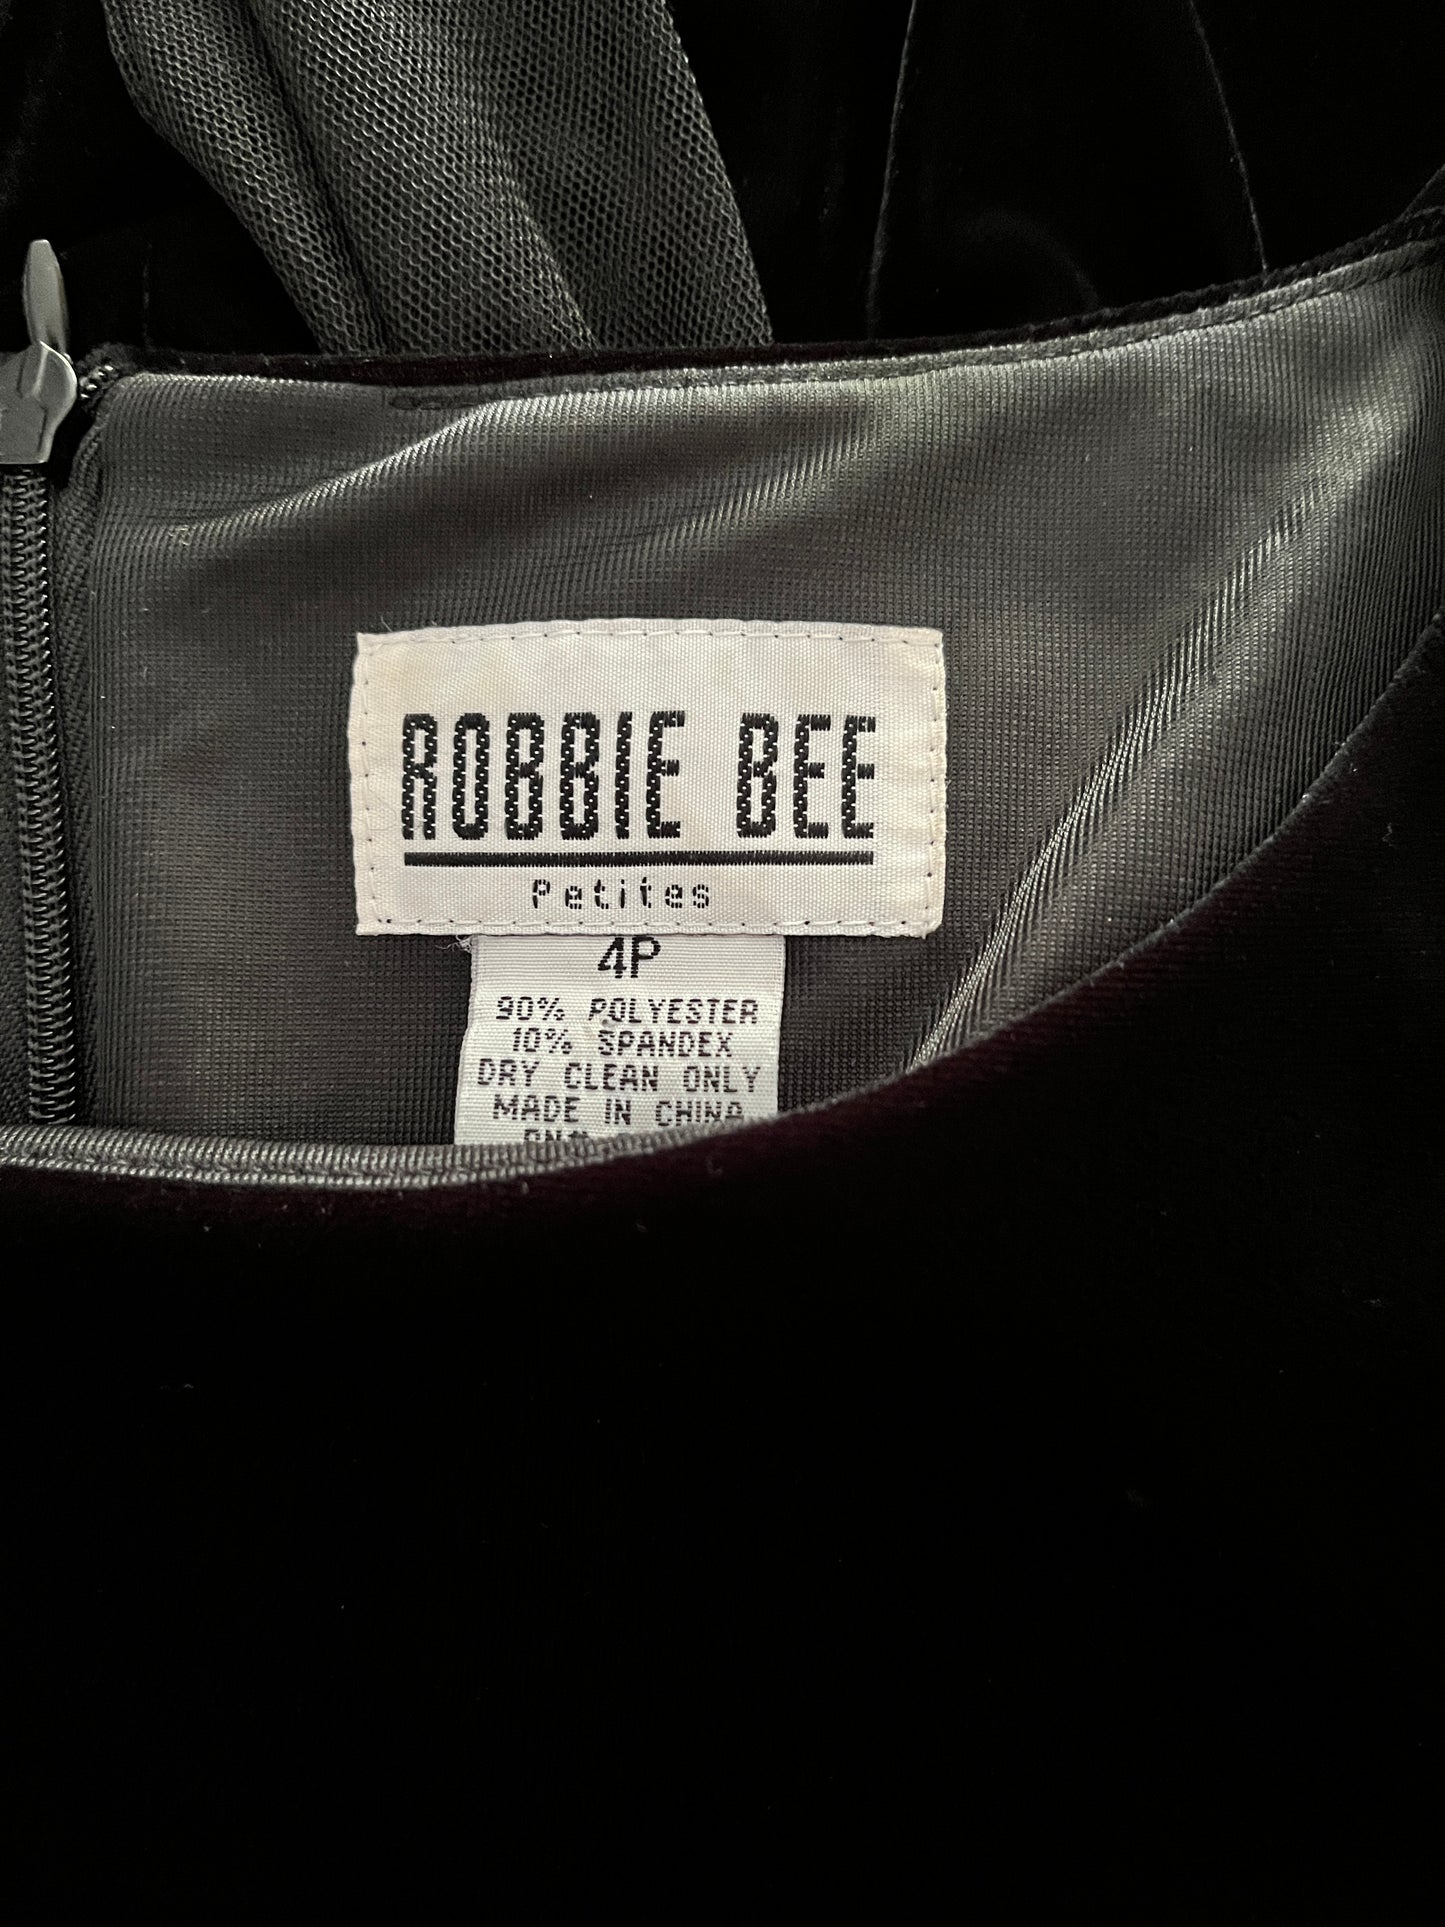 ROBBIE BEE
Petites
4P
90% POLYESTER
10% SPANDEX
DRY CLEAN ONLY
MADE IN CHINA